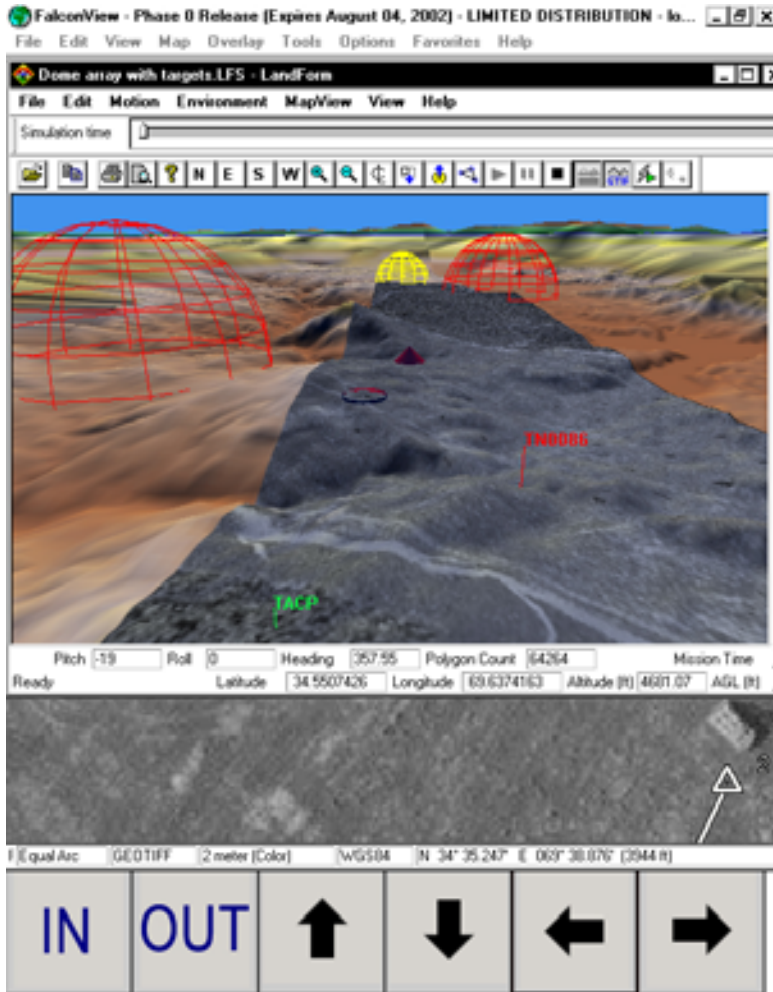 FalconView - Phase 0 Release (Expires August 04, 2002) - LIMITED DISTRIBUTION - lo...
File Edit View Map Overlay Tools Options Favorites Help
Dome array with targets.LFS - LandForm
File Edit Motion Environment MapView View Help
Simulation time
N E S W
TN8086
TACP
Pitch -19 Roll 0 Heading 357.55 Polygon Count 64264 Mission Time
Ready Latitude 34.5507426 Longitude 69.6374163 Altitude (ft) 4681.07 AGL (ft)
Equal Arc GEOTIFF 2 meter (Color) WGS84 N 34° 35.247' E 069° 38.876' (3944 ft)
IN OUT